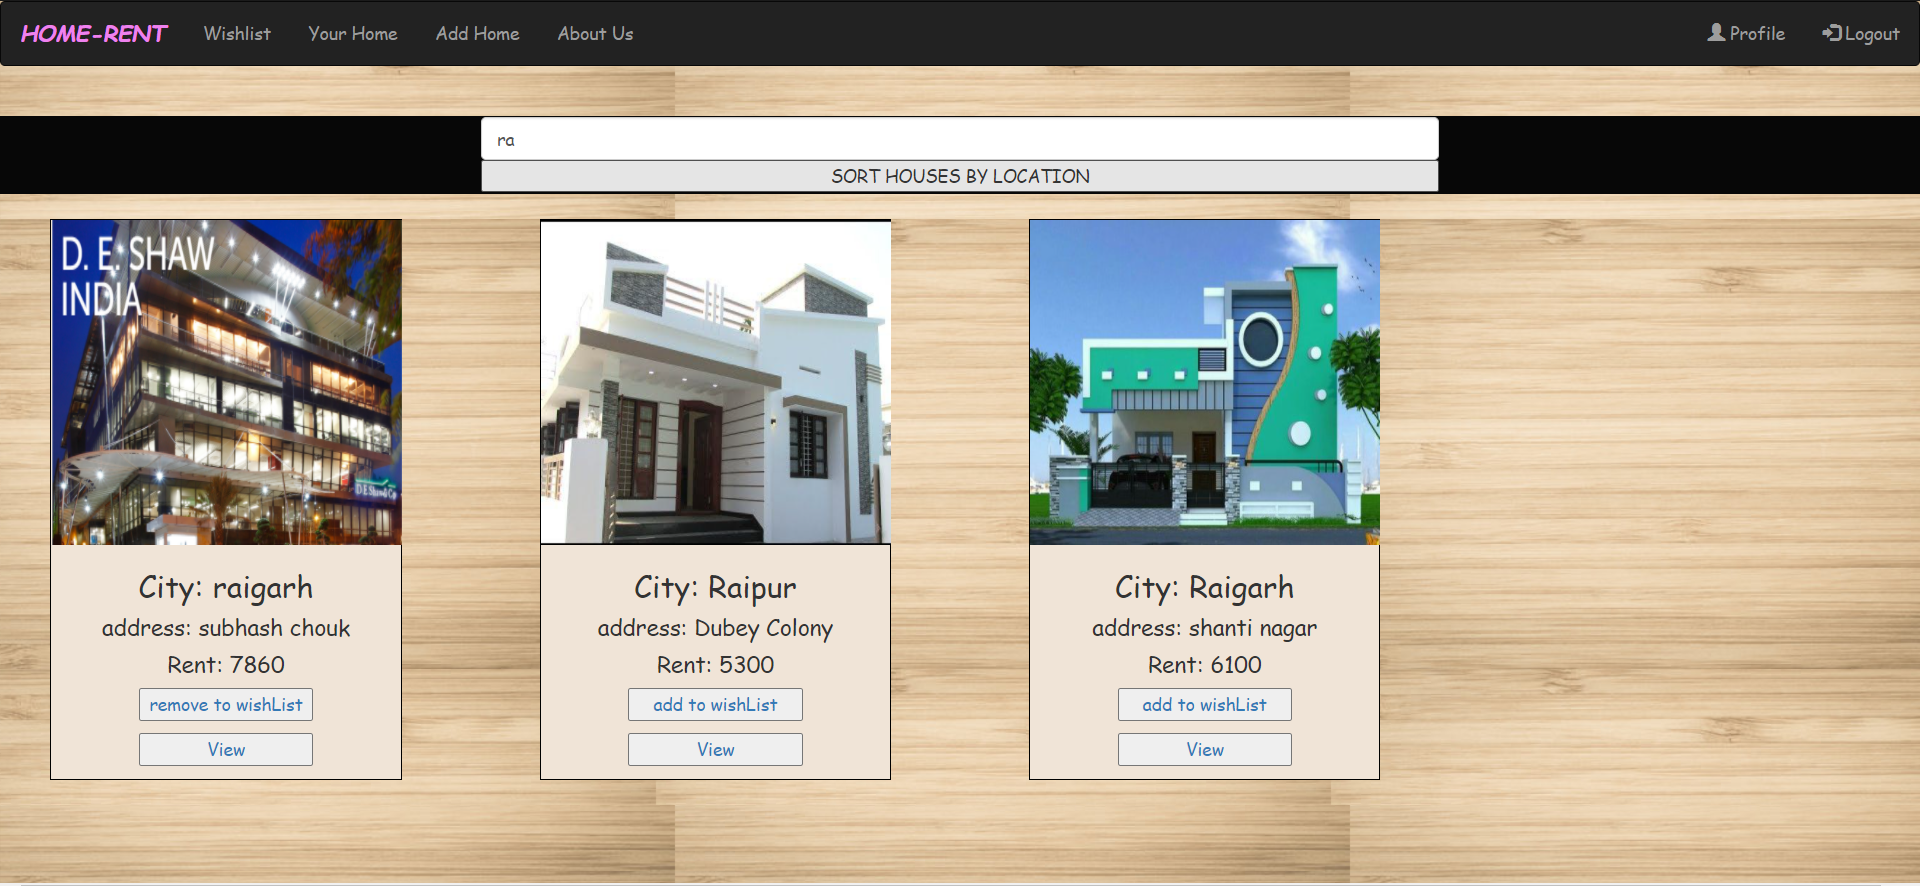 HOME-RENT Wishlist Your Home Add Home About Us Profile Logout
ra
SORT HOUSES BY LOCATION
D. E. SHAW
INDIA
D.E.Shaw&Co
City: raigarh
address: subhash chouk
Rent: 7860
remove to wishList
View
City: Raipur
address: Dubey Colony
Rent: 5300
add to wishList
View
City: Raigarh
address: shanti nagar
Rent: 6100
add to wishList
View